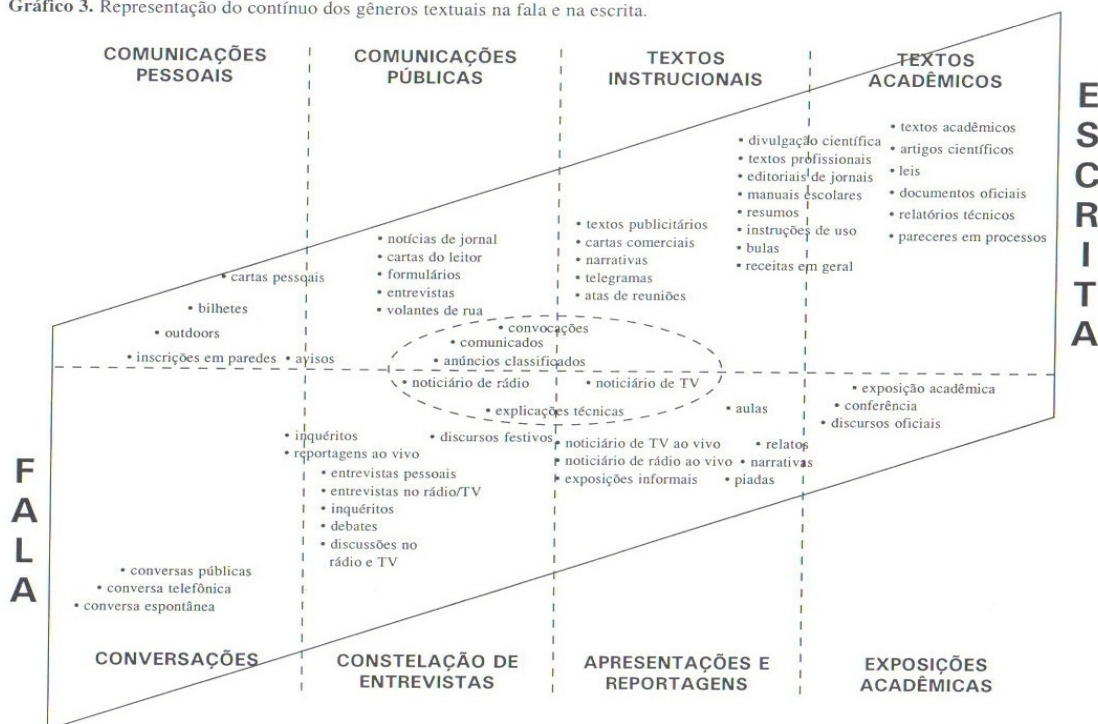 Gráfico 3. Representação do contínuo dos gêneros textuais na fala e na escrita.
COMUNICAÇÕES
PESSOAIS
COMUNICAÇÕES
PÚBLICAS
TEXTOS
INSTRUCIONAIS
TEXTOS
ACADÊMICOS
ESCRITA
• textos acadêmicos
• artigos científicos
• leis
• documentos oficiais
• relatórios técnicos
• pareceres em processos
• divulgação científica
• textos profissionais
• editoriais de jornais
• manuais escolares
• resumos
• instruções de uso
• bulas
• receitas em geral
• textos publicitários
• cartas comerciais
• narrativas
• telegramas
• atas de reuniões
• notícias de jornal
• cartas do leitor
• formulários
• entrevistas
• volantes de rua
• cartas pessoais
• bilhetes
• outdoors
• inscrições em paredes • avisos
• convocações
• comunicados
• anúncios classificados
• noticiário de rádio
• noticiário de TV
• explicações técnicas
• aulas
• exposição acadêmica
• conferência
• discursos oficiais
• inquéritos
• reportagens ao vivo
• discursos festivos
• entrevistas pessoais
• entrevistas no rádio/TV
• inquéritos
• debates
• discussões no
rádio e TV
• noticiário de TV ao vivo
• noticiário de rádio ao vivo
• exposições informais
• relatos
• narrativas
• piadas
FALA
• conversas públicas
• conversa telefônica
• conversa espontânea
CONVERSAÇÕES
CONSTELAÇÃO DE
ENTREVISTAS
APRESENTAÇÕES E
REPORTAGENS
EXPOSIÇÕES
ACADÊMICAS